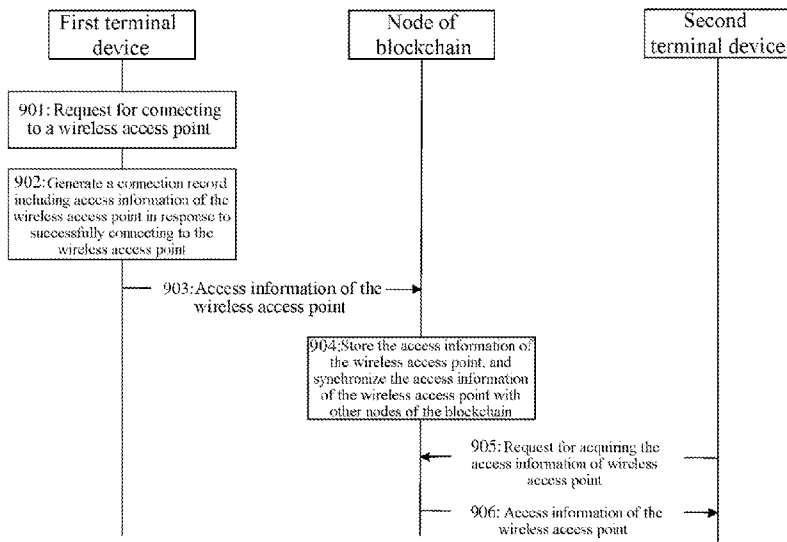 First terminal
device
Node of
blockchain
Second
terminal device
901: Request for connecting
to a wireless access point
902: Generate a connection record
including access information of the
wireless access point in response to
successfully connecting to the
wireless access point
903: Access information of the
wireless access point
904: Store the access information of
the wireless access point, and
synchronize the access information
of the wireless access point with
other nodes of the blockchain
905: Request for acquiring the
access information of wireless
access point
906: Access information of the
wireless access point